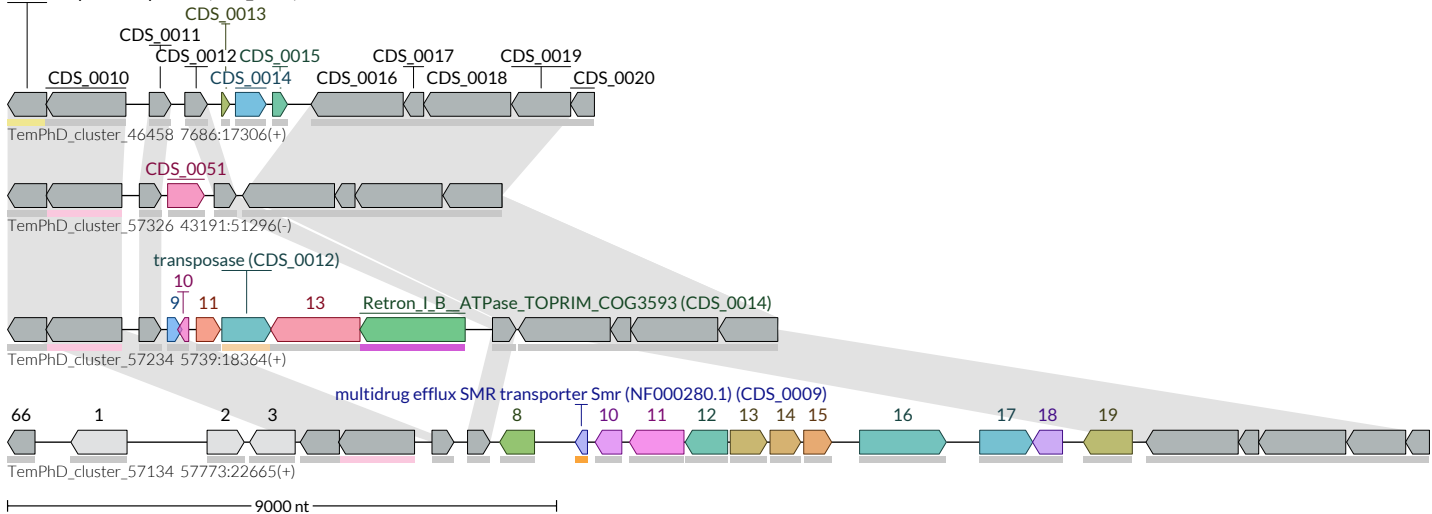 CDS_0013
CDS_0011
CDS_0012 CDS_0015 CDS_0017 CDS_0019
CDS_0010 CDS_0014 CDS_0016 CDS_0018 CDS_0020
TemPhD_cluster_46458 7686:17306(+)
CDS_0051
TemPhD_cluster_57326 43191:51296(-)
transposase (CDS_0012)
10
9 11 13 Retron_I_B__ATPase_TOPRIM_COG3593 (CDS_0014)
TemPhD_cluster_57234 5739:18364(+)
multidrug efflux SMR transporter Smr (NF000280.1) (CDS_0009)
66 1 2 3 8 10 11 12 13 14 15 16 17 18 19
TemPhD_cluster_57134 57773:22665(+)
9000 nt